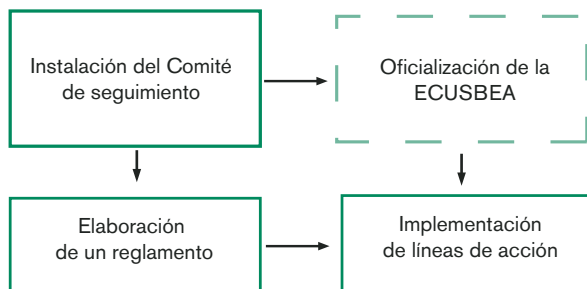 Instalación del Comité
de seguimiento
Oficialización de la
ECUSBEA
Elaboración
de un reglamento
Implementación
de líneas de acción